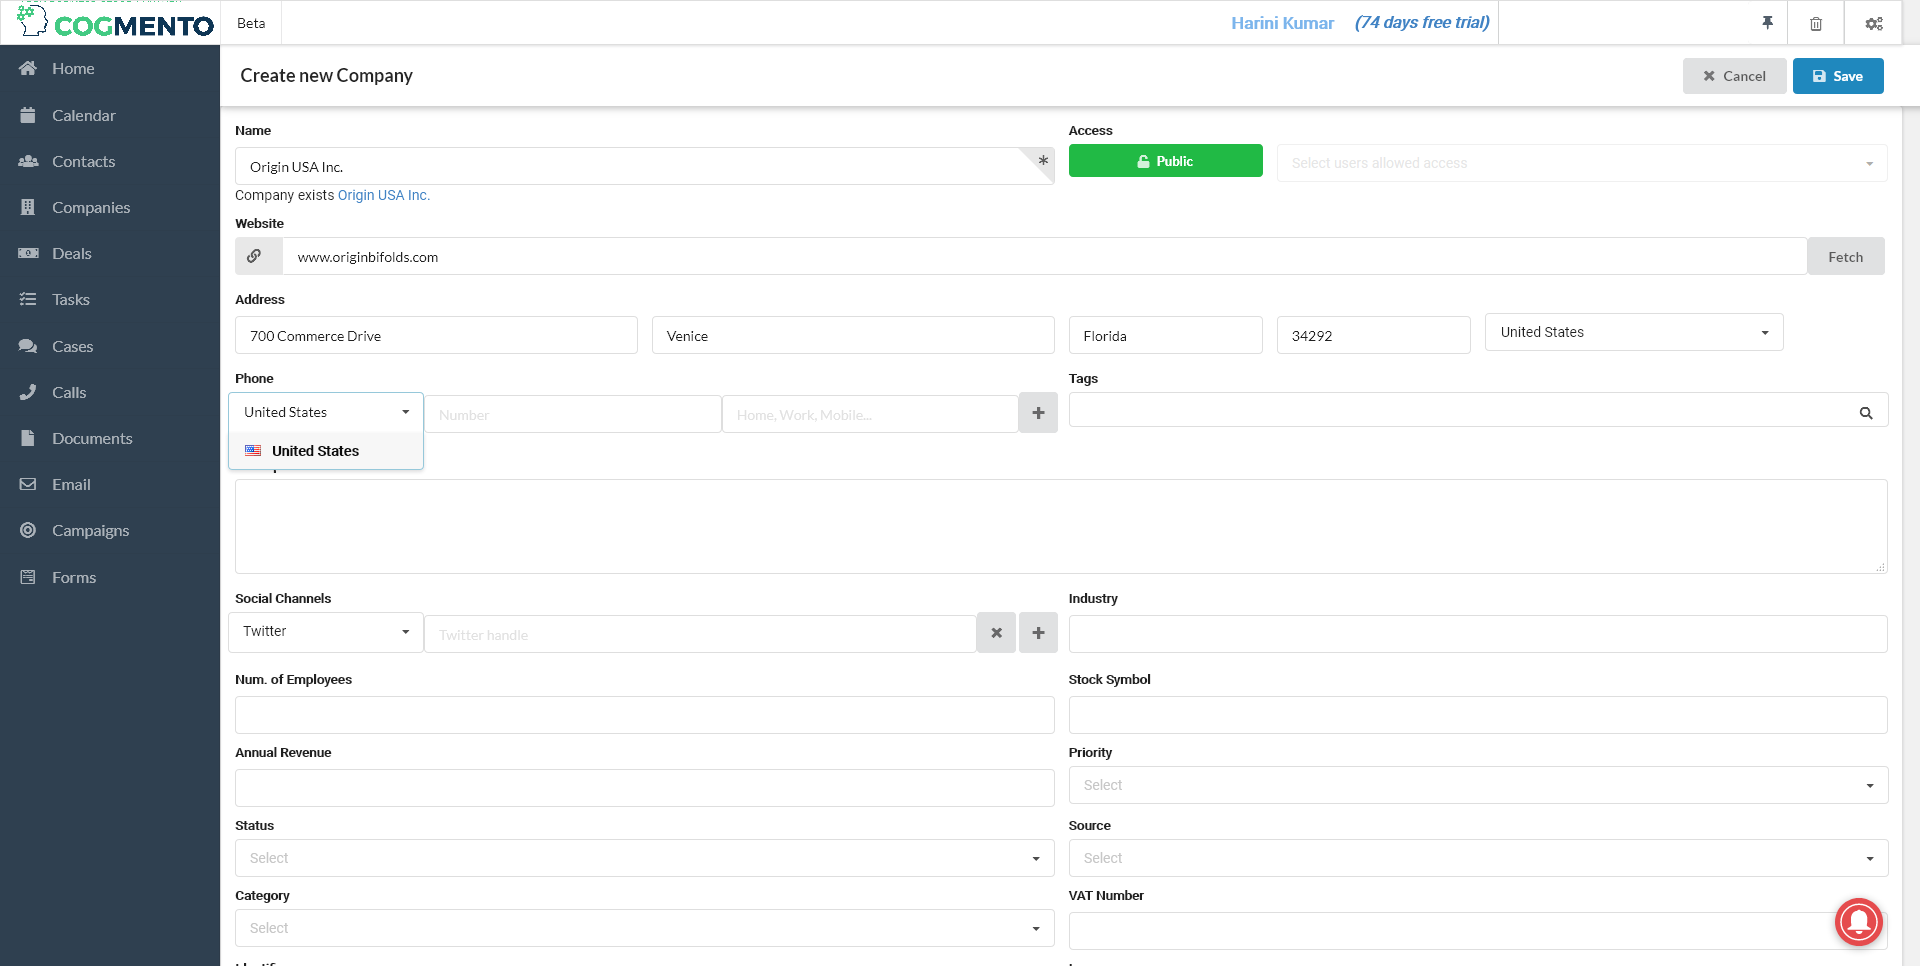 COGMENTO
Beta
Harini Kumar (74 days free trial)
Home
Calendar
Contacts
Companies
Deals
Tasks
Cases
Calls
Documents
Email
Campaigns
Forms
Create new Company
Cancel
Save
Name
Access
Origin USA Inc.
*
Public
Select users allowed access
Company exists Origin USA Inc.
Website
www.originbifolds.com
Fetch
Address
700 Commerce Drive
Venice
Florida
34292
United States
Phone
Tags
United States
Number
Home, Work, Mobile...
United States
Social Channels
Industry
Twitter
Twitter handle
Num. of Employees
Stock Symbol
Annual Revenue
Priority
Select
Status
Source
Select
Select
Category
VAT Number
Select